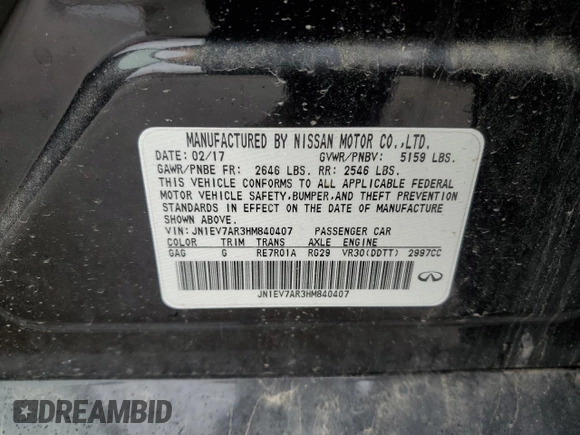 MANUFACTURED BY NISSAN MOTOR CO.,LTD.
DATE: 02/17 GVWR/PNBV: 5159 LBS.
GAWR/PNBE FR: 2646 LBS. RR: 2546 LBS.
THIS VEHICLE CONFORMS TO ALL APPLICABLE FEDERAL
MOTOR VEHICLE SAFETY,BUMPER,AND THEFT PREVENTION
STANDARDS IN EFFECT ON THE DATE OF MANUFACTURE
SHOWN ABOVE.
VIN: JN1EV7AR3HM840407 PASSENGER CAR
COLOR TRIM TRANS AXLE ENGINE
GAG G RE7R01A RG29 VR30(DDTT) 2997CC
JN1EV7AR3HM840407
INFINITI
DREAMBID